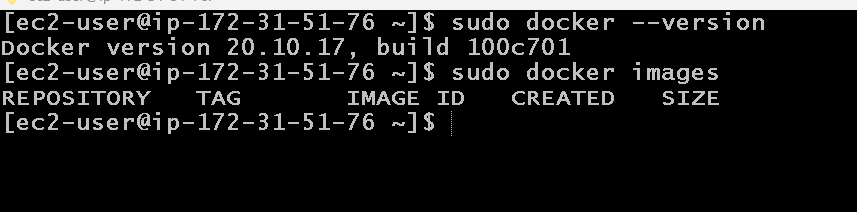 [ec2-user@ip-172-31-51-76 ~]$ sudo docker --version
Docker version 20.10.17, build 100c701
[ec2-user@ip-172-31-51-76 ~]$ sudo docker images
REPOSITORY   TAG       IMAGE ID   CREATED   SIZE
[ec2-user@ip-172-31-51-76 ~]$